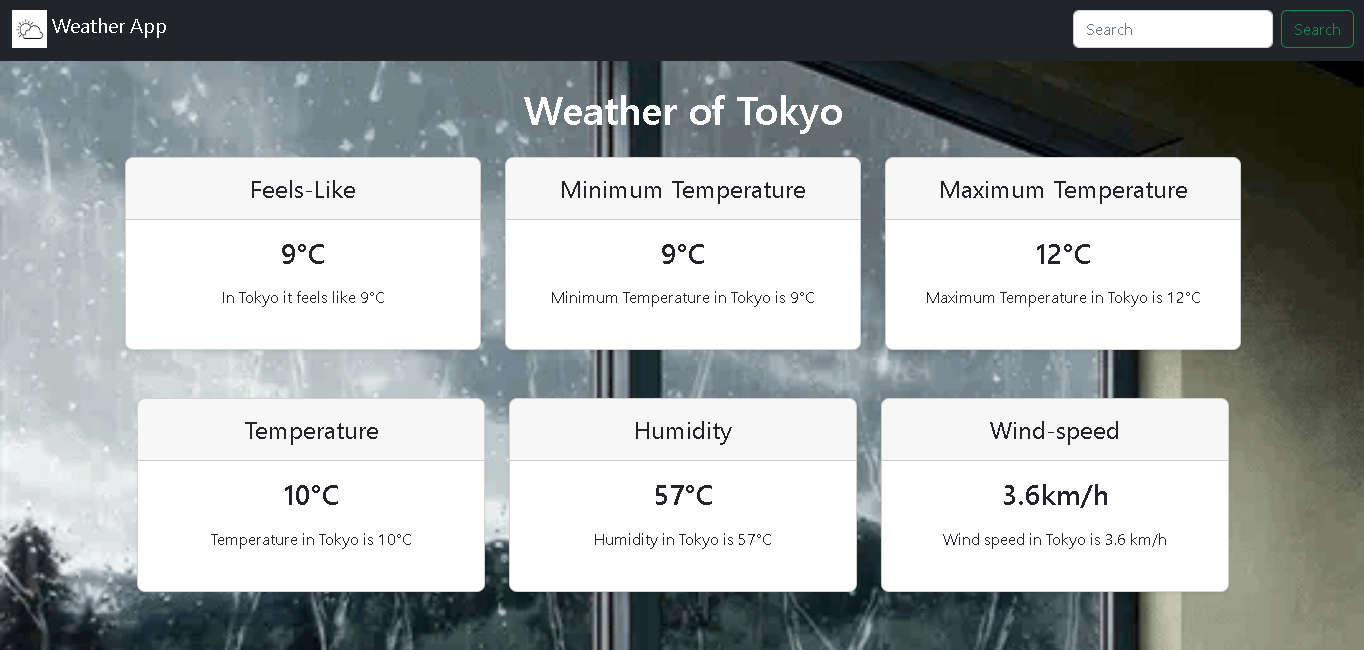 Weather App
Search
Search
Weather of Tokyo
Feels-Like
9°C
In Tokyo it feels like 9°C
Minimum Temperature
9°C
Minimum Temperature in Tokyo is 9°C
Maximum Temperature
12°C
Maximum Temperature in Tokyo is 12°C
Temperature
10°C
Temperature in Tokyo is 10°C
Humidity
57°C
Humidity in Tokyo is 57°C
Wind-speed
3.6km/h
Wind speed in Tokyo is 3.6 km/h